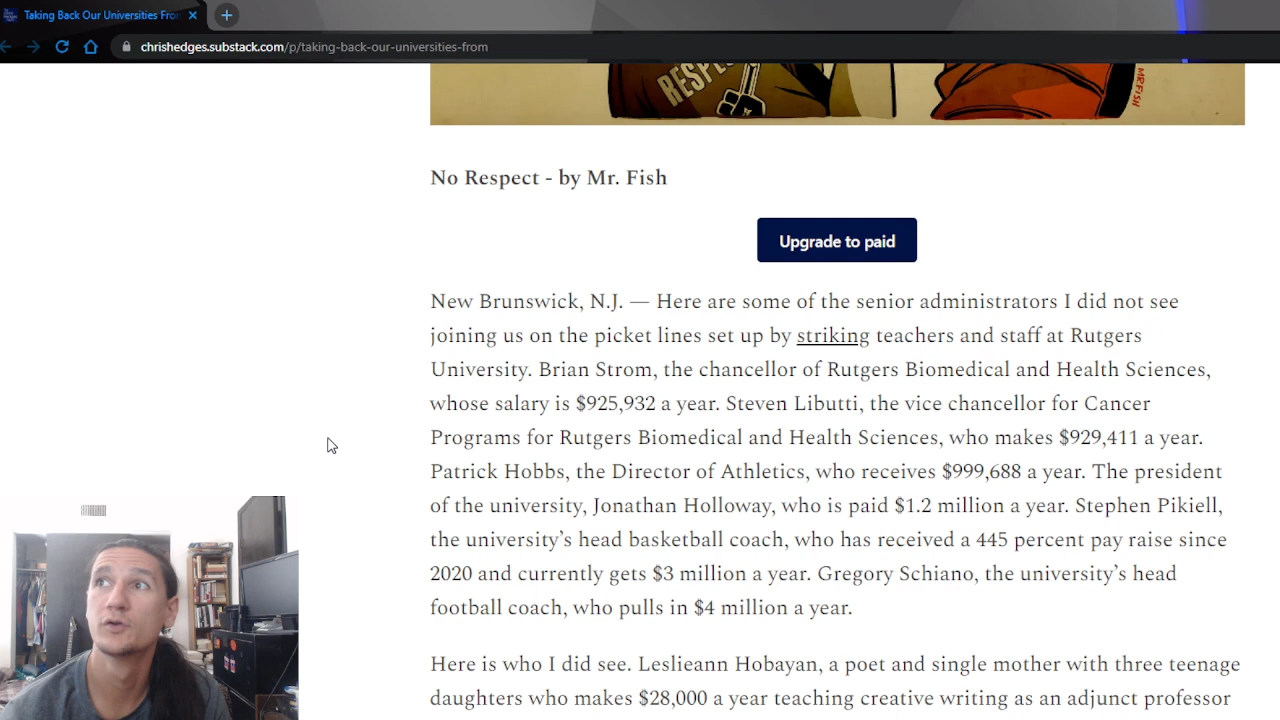 Taking Back Our Universities From
chrishedges.substack.com/p/taking-back-our-universities-from
RESPE
MR.FISH
No Respect - by Mr. Fish
Upgrade to paid
New Brunswick, N.J. — Here are some of the senior administrators I did not see
joining us on the picket lines set up by striking teachers and staff at Rutgers
University. Brian Strom, the chancellor of Rutgers Biomedical and Health Sciences,
whose salary is $925,932 a year. Steven Libutti, the vice chancellor for Cancer
Programs for Rutgers Biomedical and Health Sciences, who makes $929,411 a year.
Patrick Hobbs, the Director of Athletics, who receives $999,688 a year. The president
of the university, Jonathan Holloway, who is paid $1.2 million a year. Stephen Pikiell,
the university’s head basketball coach, who has received a 445 percent pay raise since
2020 and currently gets $3 million a year. Gregory Schiano, the university’s head
football coach, who pulls in $4 million a year.
Here is who I did see. Leslieann Hobayan, a poet and single mother with three teenage
daughters who makes $28,000 a year teaching creative writing as an adjunct professor